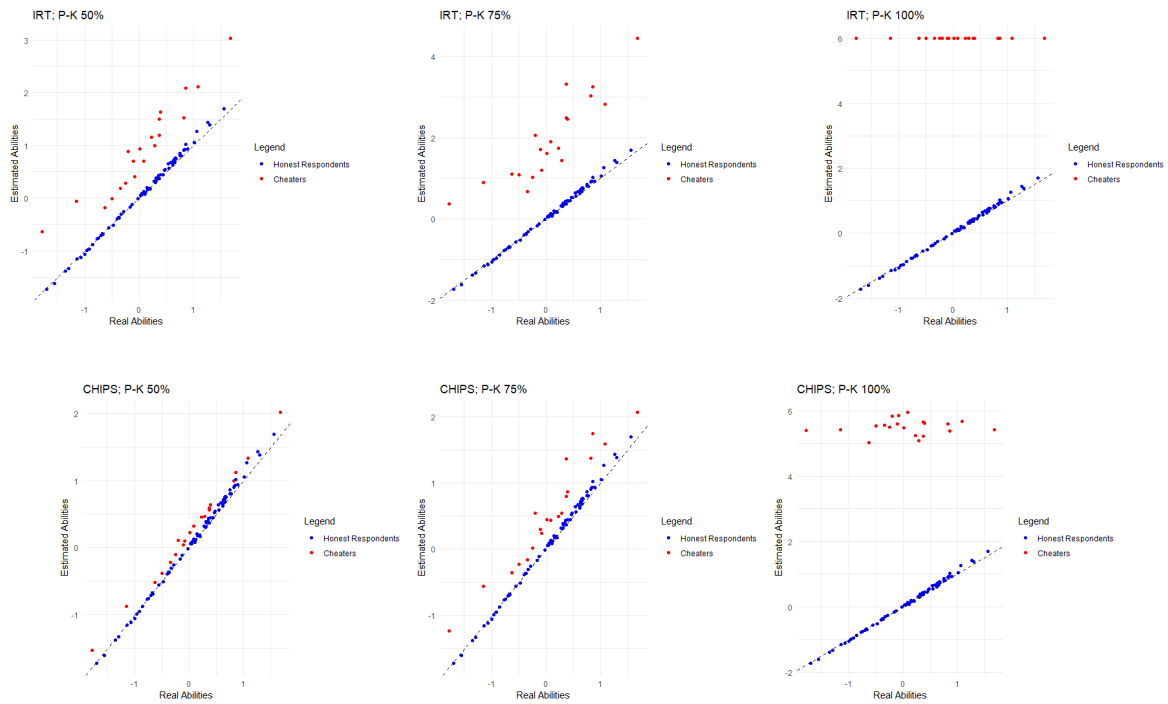 IRT; P-K 50%
3
2
1
0
-1
Estimated Abilities
-1
0
1
Real Abilities
Legend
Honest Respondents
Cheaters
IRT; P-K 75%
4
2
0
-2
Estimated Abilities
-1
0
1
Real Abilities
Legend
Honest Respondents
Cheaters
IRT; P-K 100%
6
4
2
0
-2
Estimated Abilities
-1
0
1
Real Abilities
Legend
Honest Respondents
Cheaters
CHIPS; P-K 50%
2
1
0
-1
Estimated Abilities
-1
0
1
Real Abilities
Legend
Honest Respondents
Cheaters
CHIPS; P-K 75%
2
1
0
-1
Estimated Abilities
-1
0
1
Real Abilities
Legend
Honest Respondents
Cheaters
CHIPS; P-K 100%
6
4
2
0
-2
Estimated Abilities
-1
0
1
Real Abilities
Legend
Honest Respondents
Cheaters